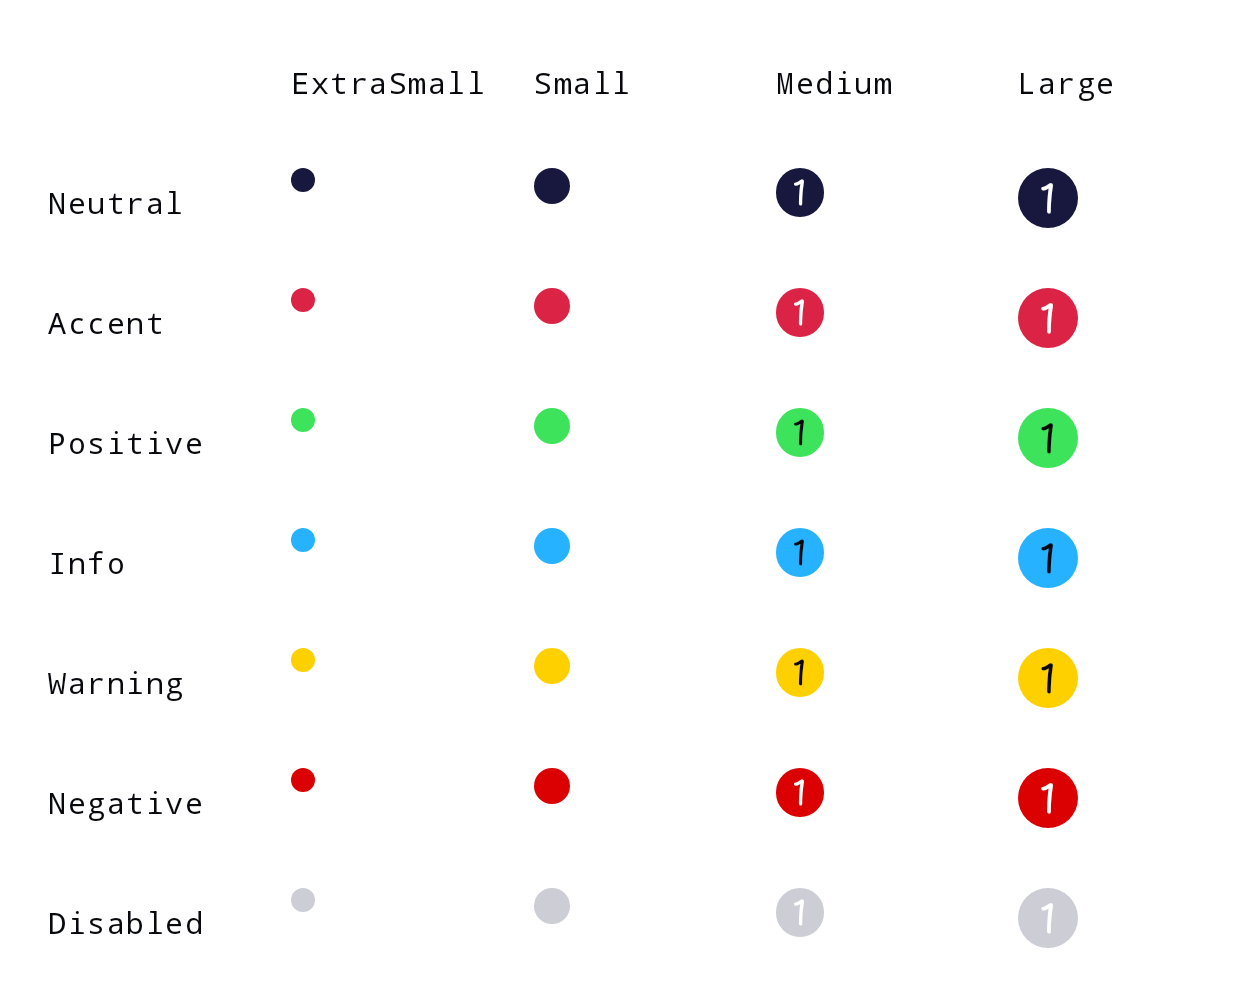 ExtraSmall Small Medium Large
Neutral 1 1
Accent 1 1
Positive 1 1
Info 1 1
Warning 1 1
Negative 1 1
Disabled 1 1